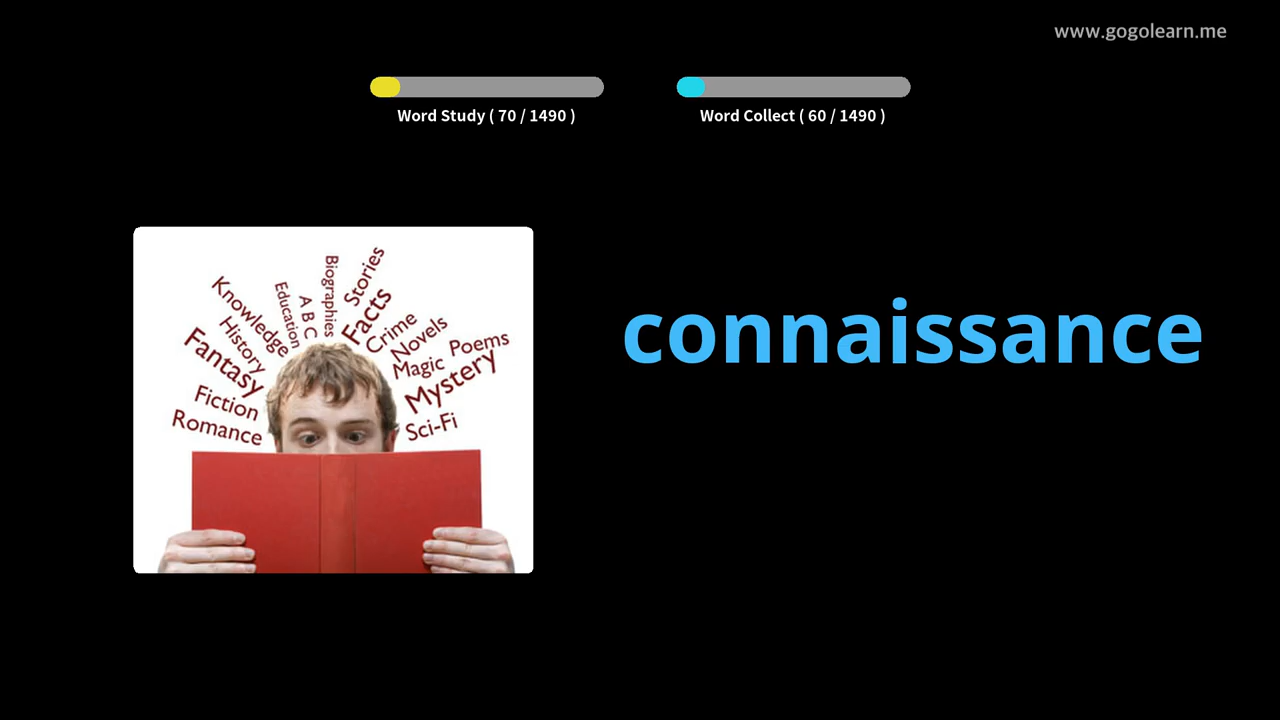 www.gogolearn.me
Word Study ( 70 / 1490 )
Word Collect ( 60 / 1490 )
connaissance
Romance
Fiction
Fantasy
History
Knowledge
Education
A B C
Biographies
Stories
Facts
Crime
Novels
Magic
Poems
Mystery
Sci-Fi